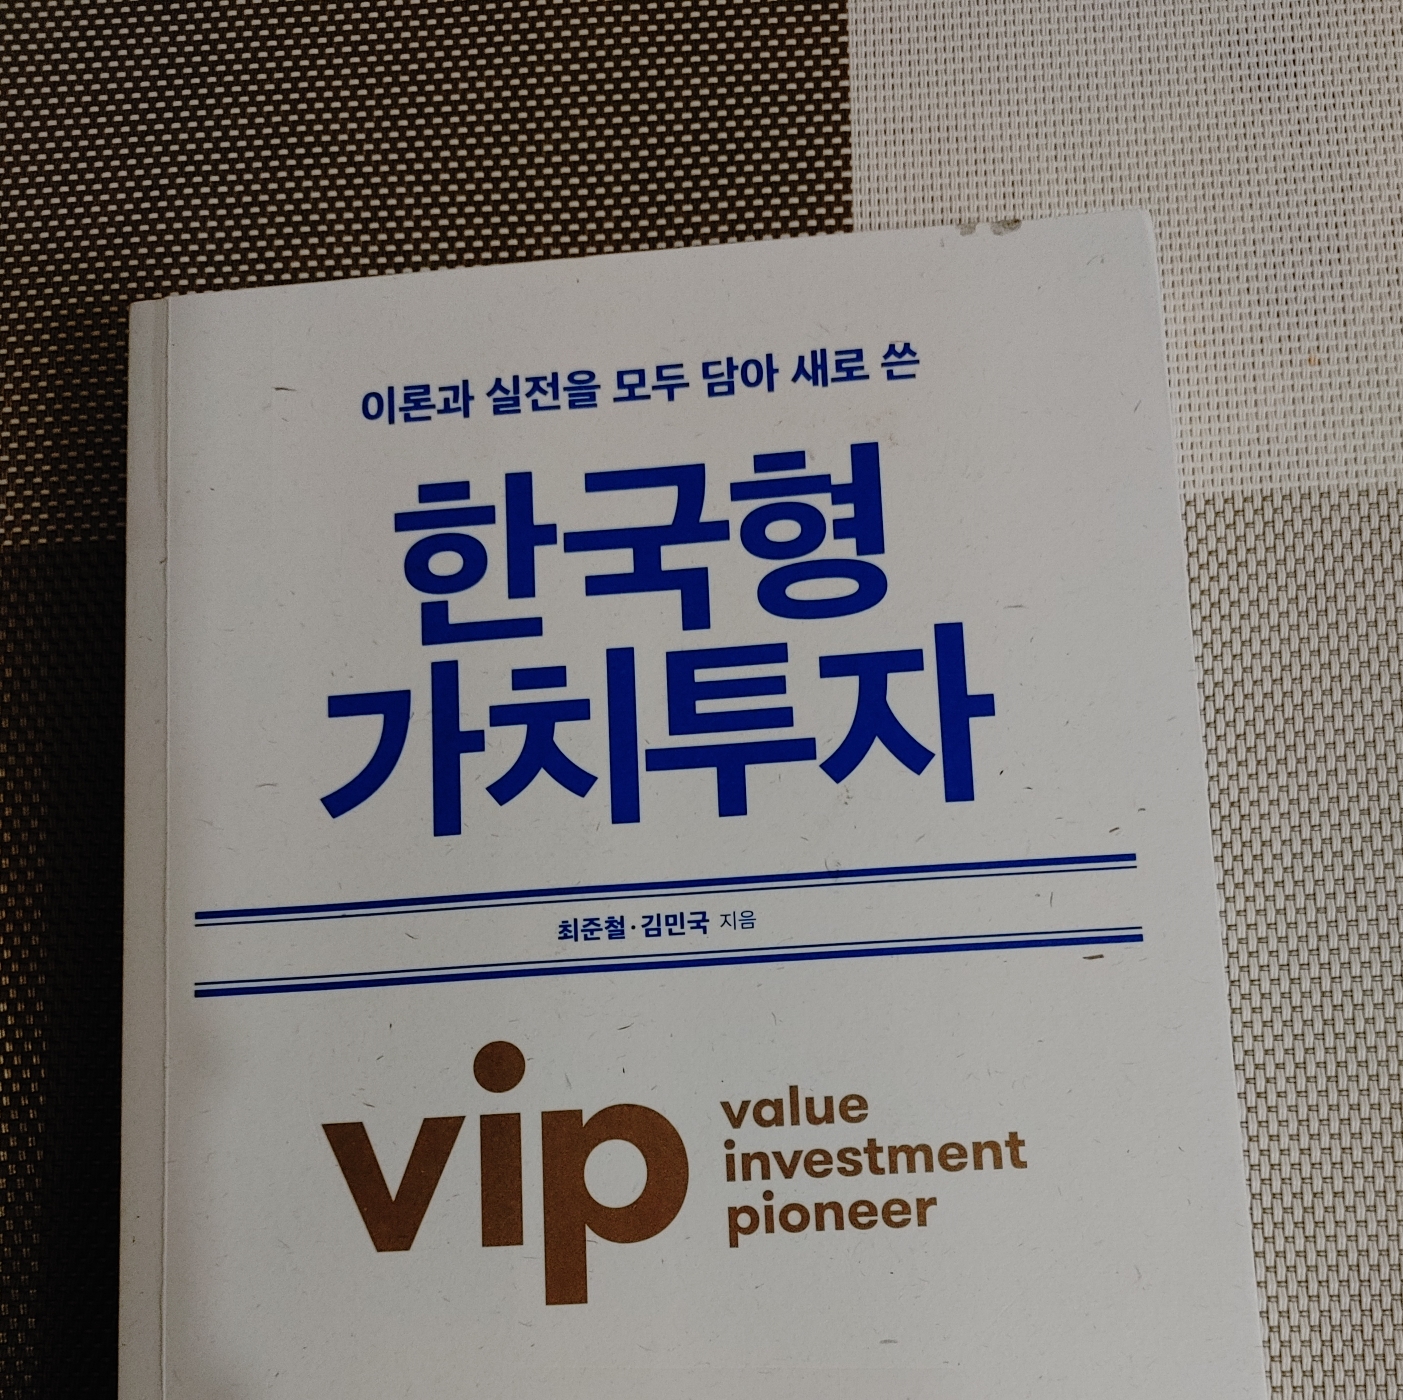 이론과 실전을 모두 담아 새로 쓴
한국형
가치투자
최준철·김민국 지음
vip
value
investment
pioneer